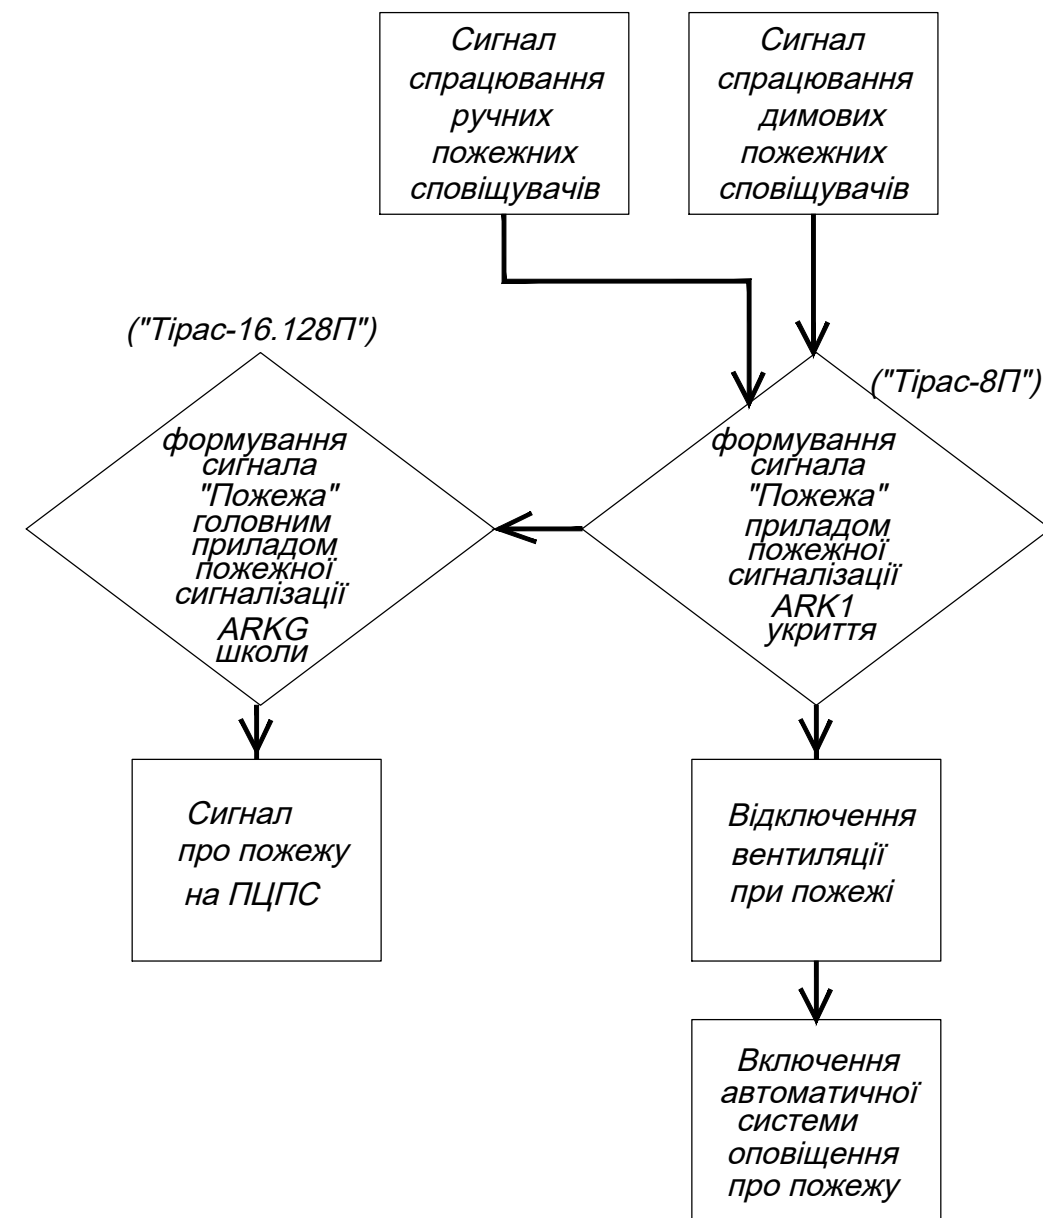 Сигнал
спрацювання
ручних
пожежних
сповіщувачів
Сигнал
спрацювання
димових
пожежних
сповіщувачів
("Тірас-16.128П")
("Тірас-8П")
формування
сигнала
"Пожежа"
головним
приладом
пожежної
сигналізації
ARKG
школи
формування
сигнала
"Пожежа"
приладом
пожежної
сигналізації
ARK1
укриття
Сигнал
про пожежу
на ПЦПС
Відключення
вентиляції
при пожежі
Включення
автоматичної
системи
оповіщення
про пожежу